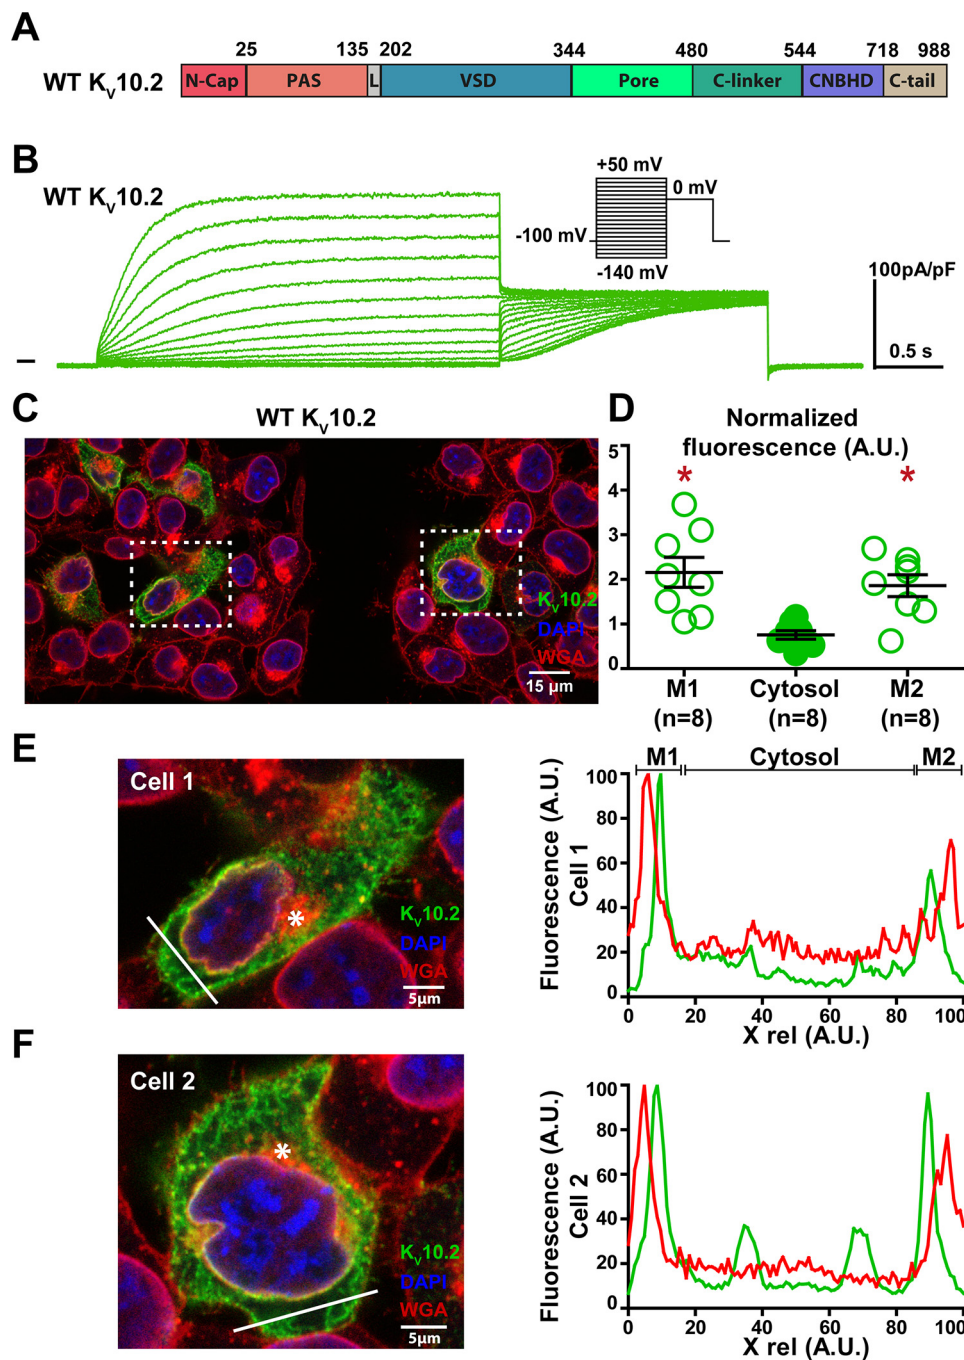 A
25 135 202 344 480 544 718 988
WT Kv10.2 N-Cap PAS L VSD Pore C-linker CNBHD C-tail
B
WT Kv10.2
+50 mV
0 mV
-100 mV
-140 mV
100pA/pF
0.5 s
C
WT Kv10.2
Kv10.2
DAPI
WGA
15 µm
D
Normalized
fluorescence (A.U.)
5
4
3
2
1
0
* *
M1 Cytosol M2
(n=8) (n=8) (n=8)
E
Cell 1
*
Kv10.2
DAPI
WGA
5µm
M1 Cytosol M2
Fluorescence (A.U.)
Cell 1
100
80
60
40
20
0
0 20 40 60 80 100
X rel (A.U.)
F
Cell 2
*
Kv10.2
DAPI
WGA
5µm
Fluorescence (A.U.)
Cell 2
100
80
60
40
20
0
0 20 40 60 80 100
X rel (A.U.)